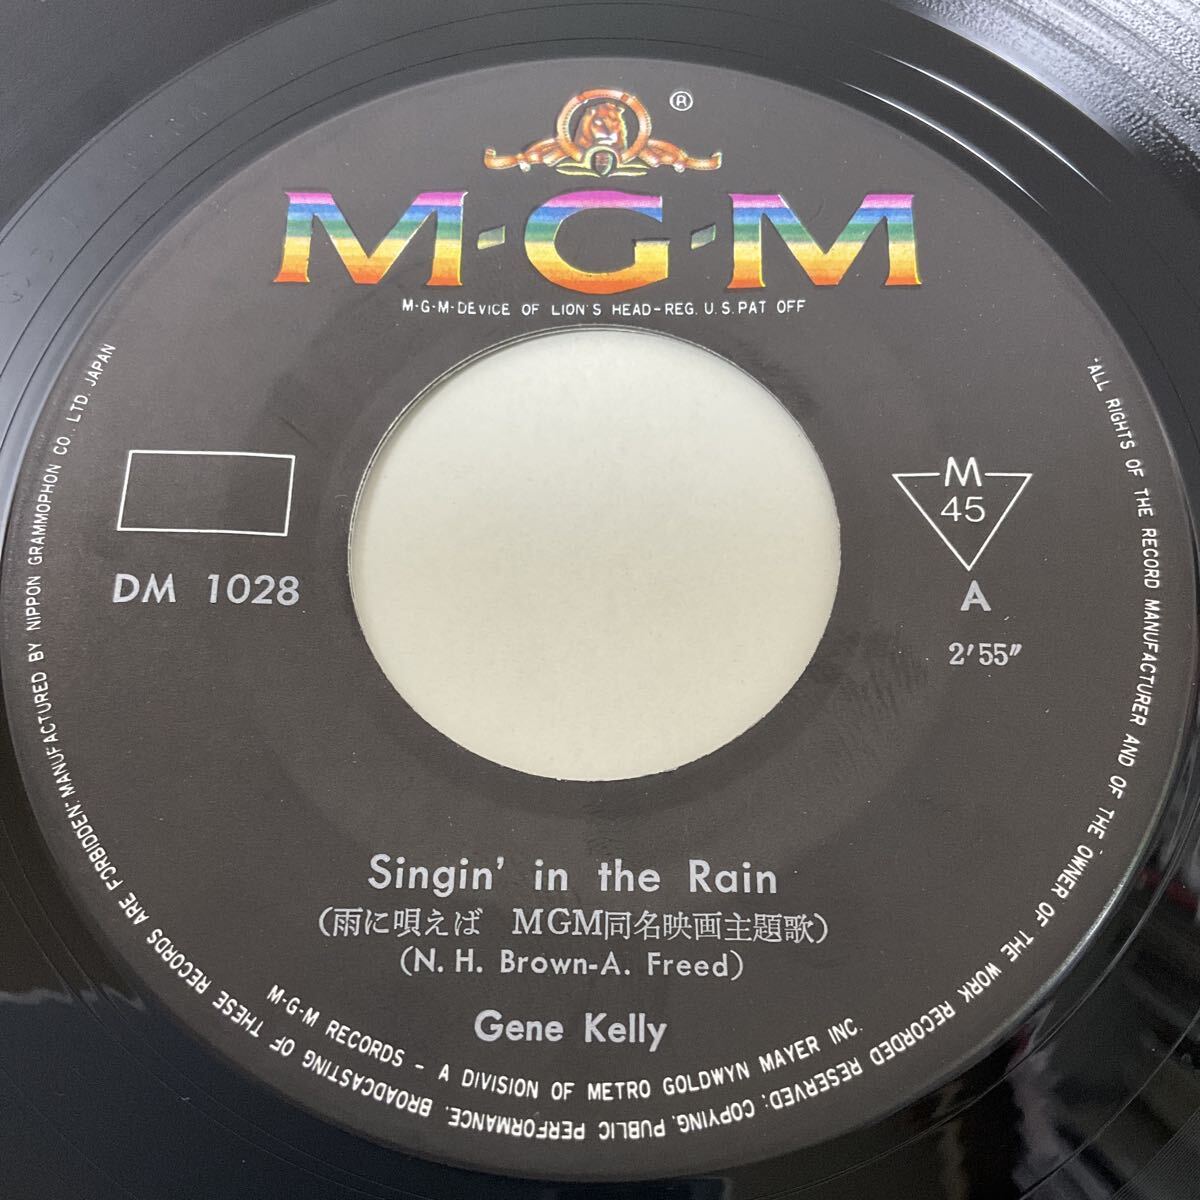 ®
M·G·M
M-G-M-DEVICE OF LION'S HEAD-REG. U.S. PAT OFF
DM 1028
M
45
A
2′55″
Singin' in the Rain
(雨に唄えば MGM同名映画主題歌)
(N. H. Brown-A. Freed)
Gene Kelly
M-G-M RECORDS - A DIVISION OF METRO GOLDWYN MAYER INC.
"ALL RIGHTS OF THE RECORD MANUFACTURER AND OF THE OWNER OF THE WORK RECORDED RESERVED: COPYING, PUBLIC PERFORMANCE, BROADCASTING OF THESE RECORDS ARE FORBIDDEN" MANUFACTURED BY NIPPON GRAMMOPHON CO., LTD. JAPAN